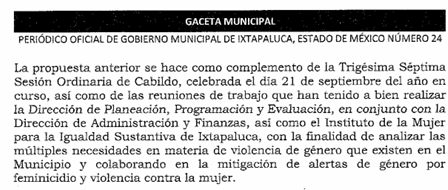 GACETA MUNICIPAL
PERIÓDICO OFICIAL DE GOBIERNO MUNICIPAL DE IXTAPALUCA, ESTADO DE MÉXICO NÚMERO 24
La propuesta anterior se hace como complemento de la Trigésima Séptima
Sesión Ordinaria de Cabildo, celebrada el día 21 de septiembre del año en
curso, así como de las reuniones de trabajo que han tenido a bien realizar
la Dirección de Planeación, Programación y Evaluación, en conjunto con la
Dirección de Administración y Finanzas, así como el Instituto de la Mujer
para la Igualdad Sustantiva de Ixtapaluca, con la finalidad de analizar las
múltiples necesidades en materia de violencia de género que existen en el
Municipio y colaborando en la mitigación de alertas de género por
feminicidio y violencia contra la mujer.